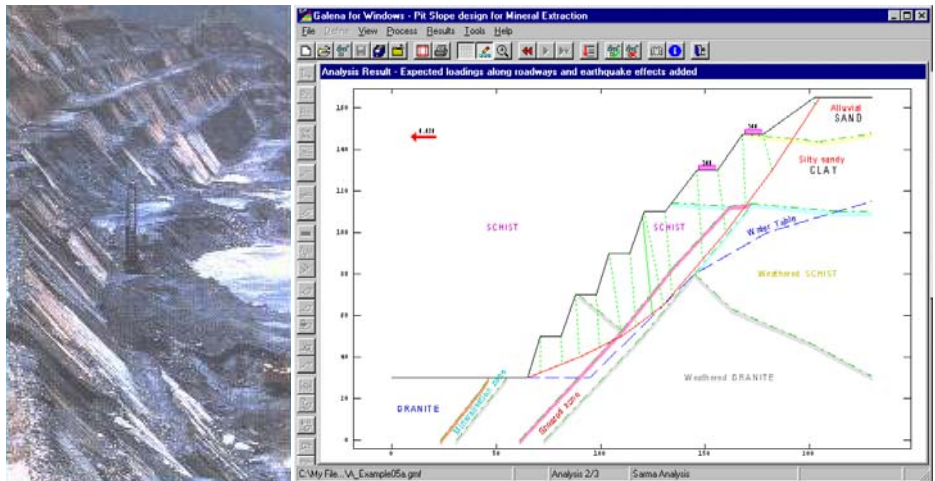 Galena for Windows - Pit Slope design for Mineral Extraction
File Define View Process Results Tools Help
Analysis Result - Expected loadings along roadways and earthquake effects added
160
140
120
100
80
60
40
20
0
0
50
100
150
200
Alluvial
SAND
Silty sandy
CLAY
SCHIST
SCHIST
Water Table
Weathered SCHIST
Weathered GRANITE
GRANITE
Mineralisation zone
Sheared zone
C:\My File...\A_Example05a.gmf
Analysis 2/3
Sarma Analysis